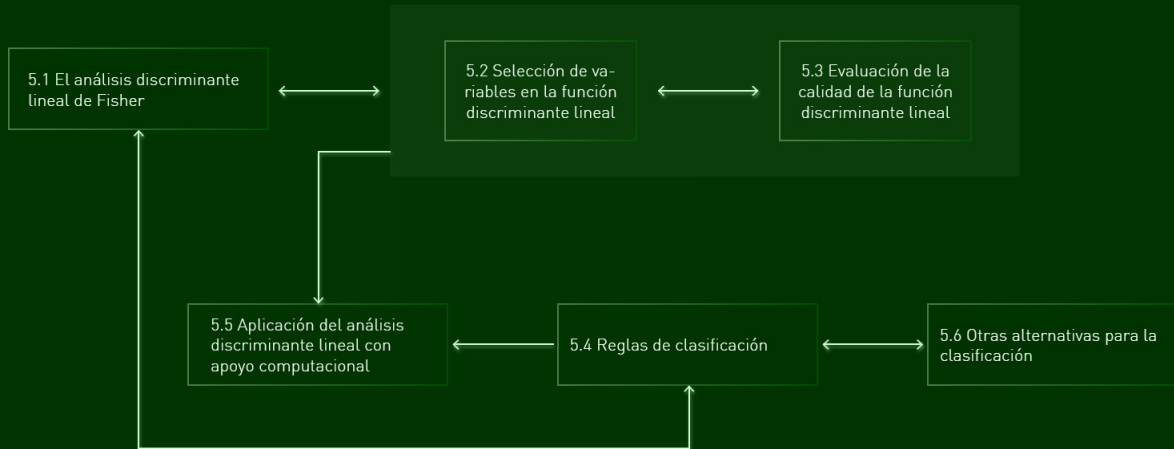 5.1 El análisis discriminante
lineal de Fisher
5.2 Selección de va-
riables en la función
discriminante lineal
5.3 Evaluación de la
calidad de la función
discriminante lineal
5.5 Aplicación del análisis
discriminante lineal con
apoyo computacional
5.4 Reglas de clasificación
5.6 Otras alternativas para la
clasificación